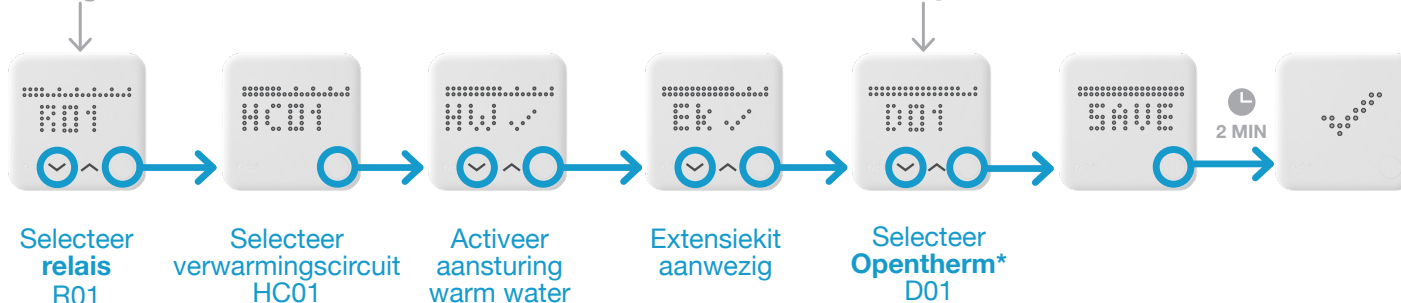 R01
HC01
HW
Ek
D01
SAVE
2 MIN
Selecteer
relais
R01
Selecteer
verwarmingscircuit
HC01
Activeer
aansturing
warm water
Extensiekit
aanwezig
Selecteer
Opentherm*
D01